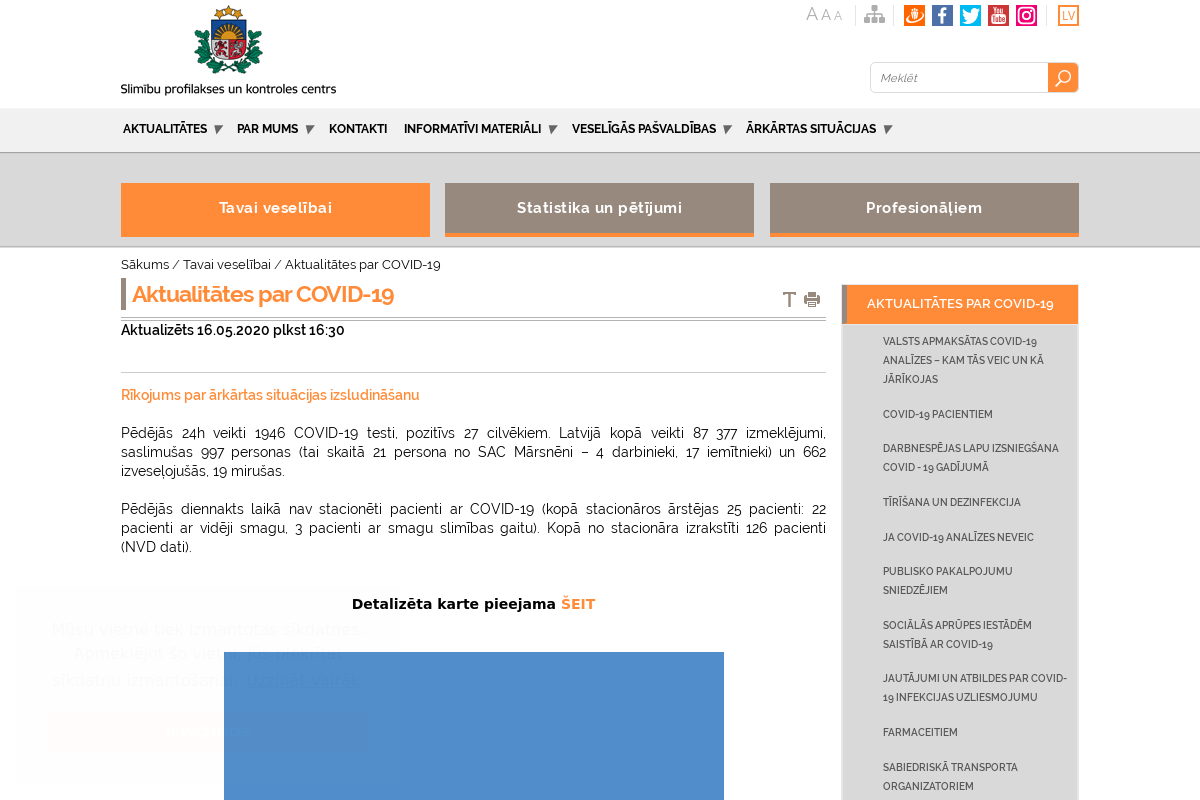 A A A
You
Tube
LV
Slimību profilakses un kontroles centrs
Meklēt
AKTUALITĀTES PAR MUMS KONTAKTI INFORMATĪVI MATERIĀLI VESELĪGĀS PAŠVALDĪBAS ĀRKĀRTAS SITUĀCIJAS
Tavai veselībai
Statistika un pētījumi
Profesionāļiem
Sākums / Tavai veselībai / Aktualitātes par COVID-19
Aktualitātes par COVID-19
Aktualizēts 16.05.2020 plkst 16:30
Rīkojums par ārkārtas situācijas izsludināšanu
Pēdējās 24h veikti 1946 COVID-19 testi, pozitīvs 27 cilvēkiem. Latvijā kopā veikti 87 377 izmeklējumi,
saslimušas 997 personas (tai skaitā 21 persona no SAC Mārsnēni – 4 darbinieki, 17 iemītnieki) un 662
izveseļojušās, 19 mirušas.
Pēdējās diennakts laikā nav stacionēti pacienti ar COVID-19 (kopā stacionāros ārstējas 25 pacienti: 22
pacienti ar vidēji smagu, 3 pacienti ar smagu slimības gaitu). Kopā no stacionāra izrakstīti 126 pacienti
(NVD dati).
Detalizēta karte pieejama ŠEIT
AKTUALITĀTES PAR COVID-19
VALSTS APMAKSĀTAS COVID-19
ANALĪZES – KAM TĀS VEIC UN KĀ
JĀRĪKOJAS
COVID-19 PACIENTIEM
DARBNESPĒJAS LAPU IZSNIEGŠANA
COVID - 19 GADĪJUMĀ
TĪRĪŠANA UN DEZINFEKCIJA
JA COVID-19 ANALĪZES NEVEIC
PUBLISKO PAKALPOJUMU
SNIEDZĒJIEM
SOCIĀLĀS APRŪPES IESTĀDĒM
SAISTĪBĀ AR COVID-19
JAUTĀJUMI UN ATBILDES PAR COVID-
19 INFEKCIJAS UZLIESMOJUMU
FARMACEITIEM
SABIEDRISKĀ TRANSPORTA
ORGANIZATORIEM